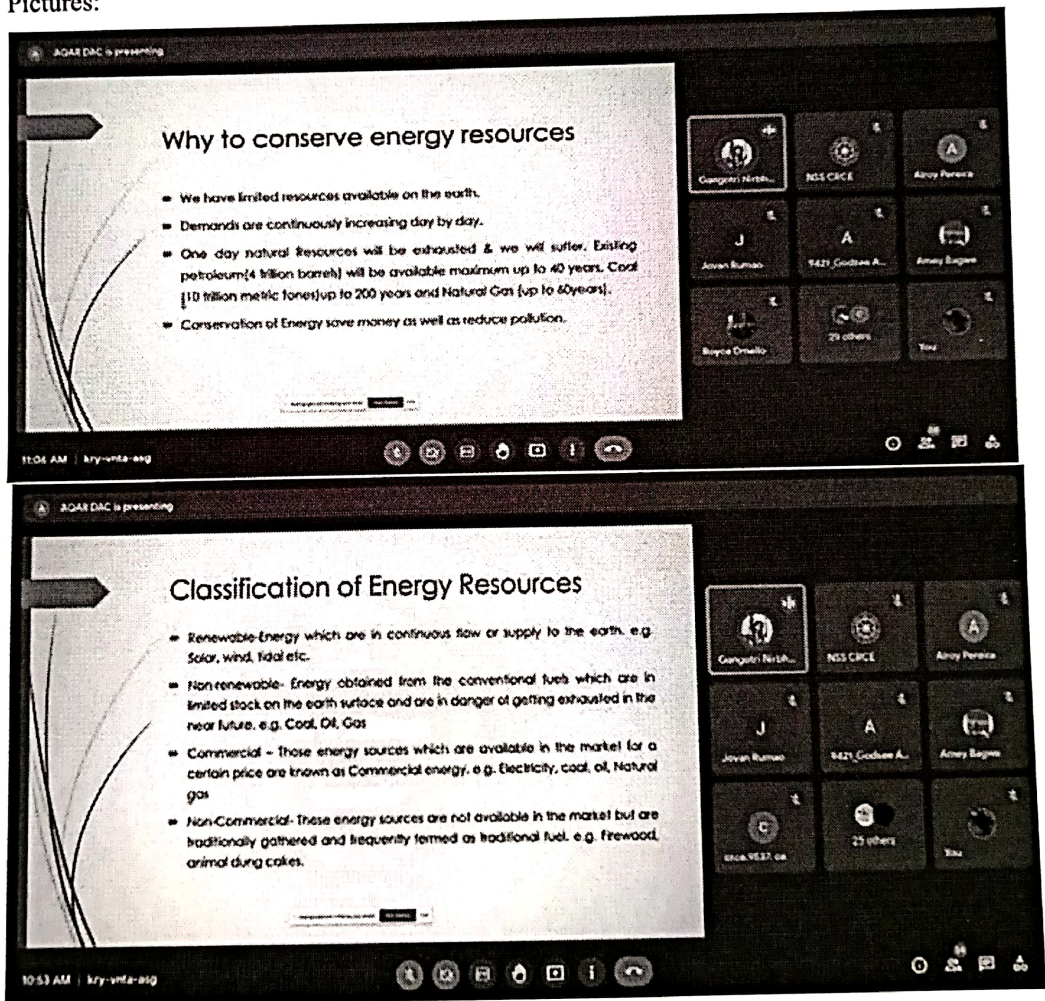 Pictures:
AQAR DAC is presenting
Why to conserve energy resources
We have limited resources available on the earth.
Demands are continuously increasing day by day.
One day natural Resources will be exhausted & we will suffer. Existing
petroleum(4 trillion barrels) will be available maximum up to 40 years. Coal
(10 trillion metric tones)up to 200 years and Natural Gas (up to 60years).
Conservation of Energy save money as well as reduce pollution.
Gangotri Nirbh...
NSS CRCE
A
Alroy Pereira
J
Jovan Rumao
A
9421_Godsee A...
Amey Bagwe
Royce Dmello
29 others
You
11:04 AM | kry-vnta-asg
A AQAR DAC is presenting
Classification of Energy Resources
Renewable-Energy which are in continuous flow or supply to the earth. e.g.
Solar, wind, tidal etc.
Non-renewable- Energy obtained from the conventional fuels which are in
limited stock on the earth surface and are in danger of getting exhausted in the
near future. e.g. Coal, Oil, Gas
Commercial – Those energy sources which are available in the market for a
certain price are known as Commercial energy. e.g. Electricity, coal, oil, Natural
gas
Non-Commercial- These energy sources are not available in the market but are
traditionally gathered and frequently termed as traditional fuel. e.g. Firewood,
animal dung cakes.
Gangotri Nirbh...
NSS CRCE
A
Alroy Pereira
J
Jovan Rumao
A
9421_Godsee A...
Amey Bagwe
C
25 others
You
10:53 AM | kry-vnta-asg